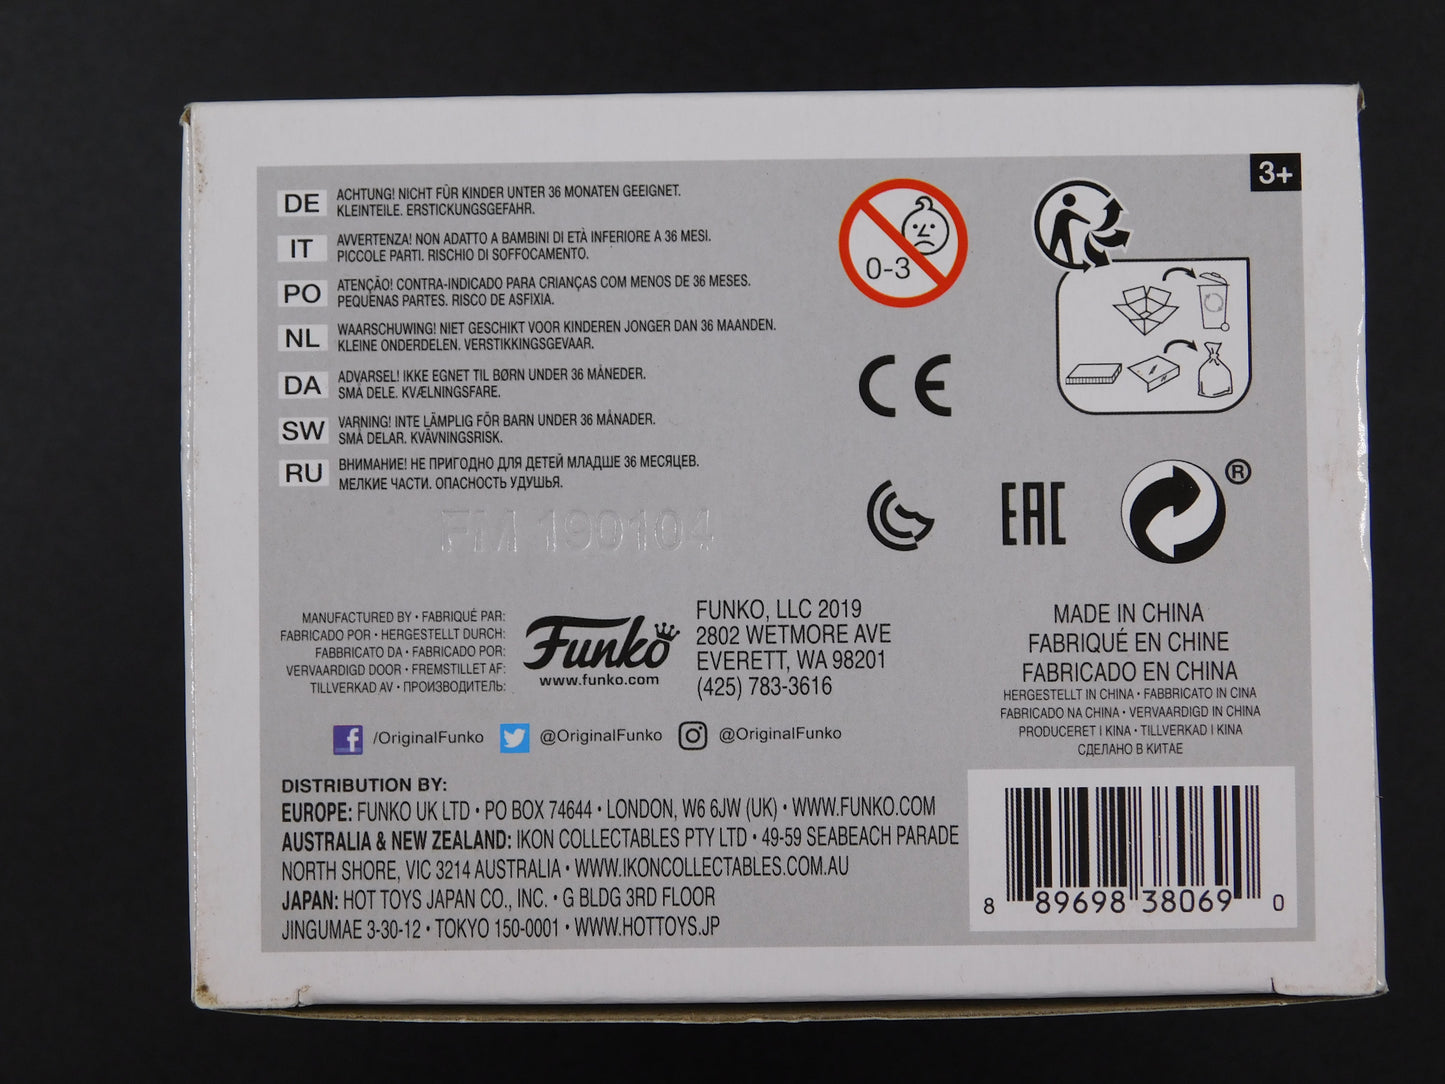 3+
DE ACHTUNG! NICHT FÜR KINDER UNTER 36 MONATEN GEEIGNET.
KLEINTEILE. ERSTICKUNGSGEFAHR.
IT AVVERTENZA! NON ADATTO A BAMBINI DI ETÀ INFERIORE A 36 MESI.
PICCOLE PARTI. RISCHIO DI SOFFOCAMENTO.
PO ATENÇÃO! CONTRA-INDICADO PARA CRIANÇAS COM MENOS DE 36 MESES.
PEQUENAS PARTES. RISCO DE ASFIXIA.
NL WAARSCHUWING! NIET GESCHIKT VOOR KINDEREN JONGER DAN 36 MAANDEN.
KLEINE ONDERDELEN. VERSTIKKINGSGEVAAR.
DA ADVARSEL! IKKE EGNET TIL BØRN UNDER 36 MÅNEDER.
SMÅ DELE. KVÆLNINGSFARE.
SW VARNING! INTE LÄMPLIG FÖR BARN UNDER 36 MÅNADER.
SMÅ DELAR. KVÄVNINGSRISK.
RU ВНИМАНИЕ! НЕ ПРИГОДНО ДЛЯ ДЕТЕЙ МЛАДШЕ 36 МЕСЯЦЕВ.
МЕЛКИЕ ЧАСТИ. ОПАСНОСТЬ УДУШЬЯ.
FM 190104
0-3
CE
EAC
®
MANUFACTURED BY • FABRIQUÉ PAR:
FABRICADO POR • HERGESTELLT DURCH:
FABBRICATO DA • FABRICADO POR:
VERVAARDIGD DOOR • FREMSTILLET AF:
TILLVERKAD AV • ПРОИЗВОДИТЕЛЬ:
Funko
www.funko.com
FUNKO, LLC 2019
2802 WETMORE AVE
EVERETT, WA 98201
(425) 783-3616
MADE IN CHINA
FABRIQUÉ EN CHINE
FABRICADO EN CHINA
HERGESTELLT IN CHINA • FABBRICATO IN CINA
FABRICADO NA CHINA • VERVAARDIGD IN CHINA
PRODUCERET I KINA • TILLVERKAD I KINA
СДЕЛАНО В КИТАЕ
f /OriginalFunko @OriginalFunko @OriginalFunko
DISTRIBUTION BY:
EUROPE: FUNKO UK LTD • PO BOX 74644 • LONDON, W6 6JW (UK) • WWW.FUNKO.COM
AUSTRALIA & NEW ZEALAND: IKON COLLECTABLES PTY LTD • 49-59 SEABEACH PARADE
NORTH SHORE, VIC 3214 AUSTRALIA • WWW.IKONCOLLECTABLES.COM.AU
JAPAN: HOT TOYS JAPAN CO., INC. • G BLDG 3RD FLOOR
JINGUMAE 3-30-12 • TOKYO 150-0001 • WWW.HOTTOYS.JP
8 89698 38069 0